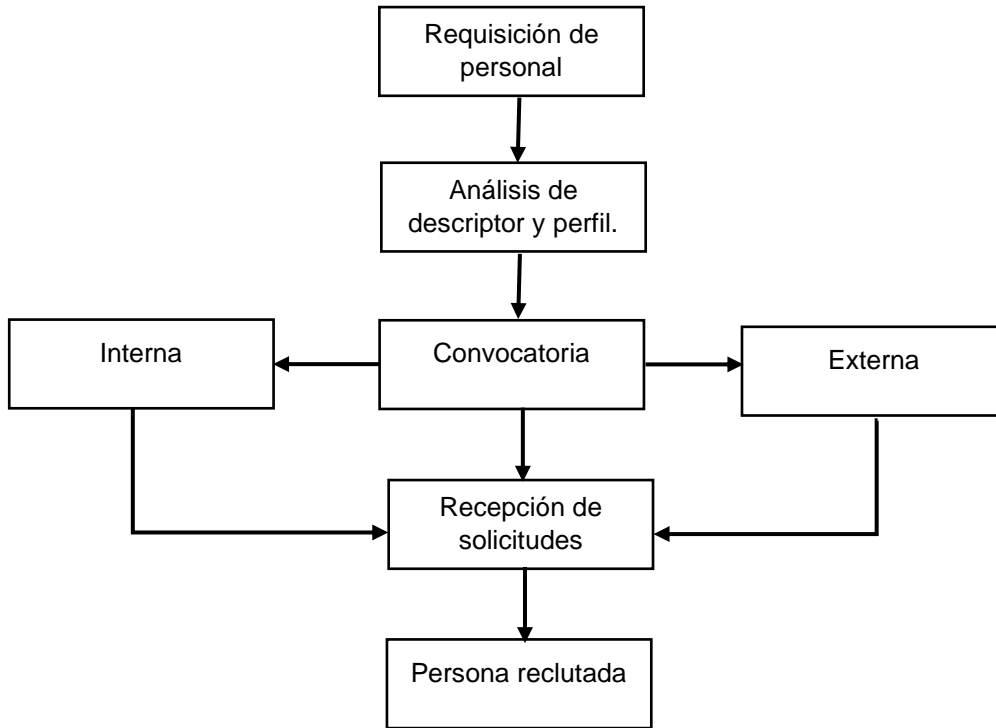 Requisición de
personal
Análisis de
descriptor y perfil.
Interna
Convocatoria
Externa
Recepción de
solicitudes
Persona reclutada